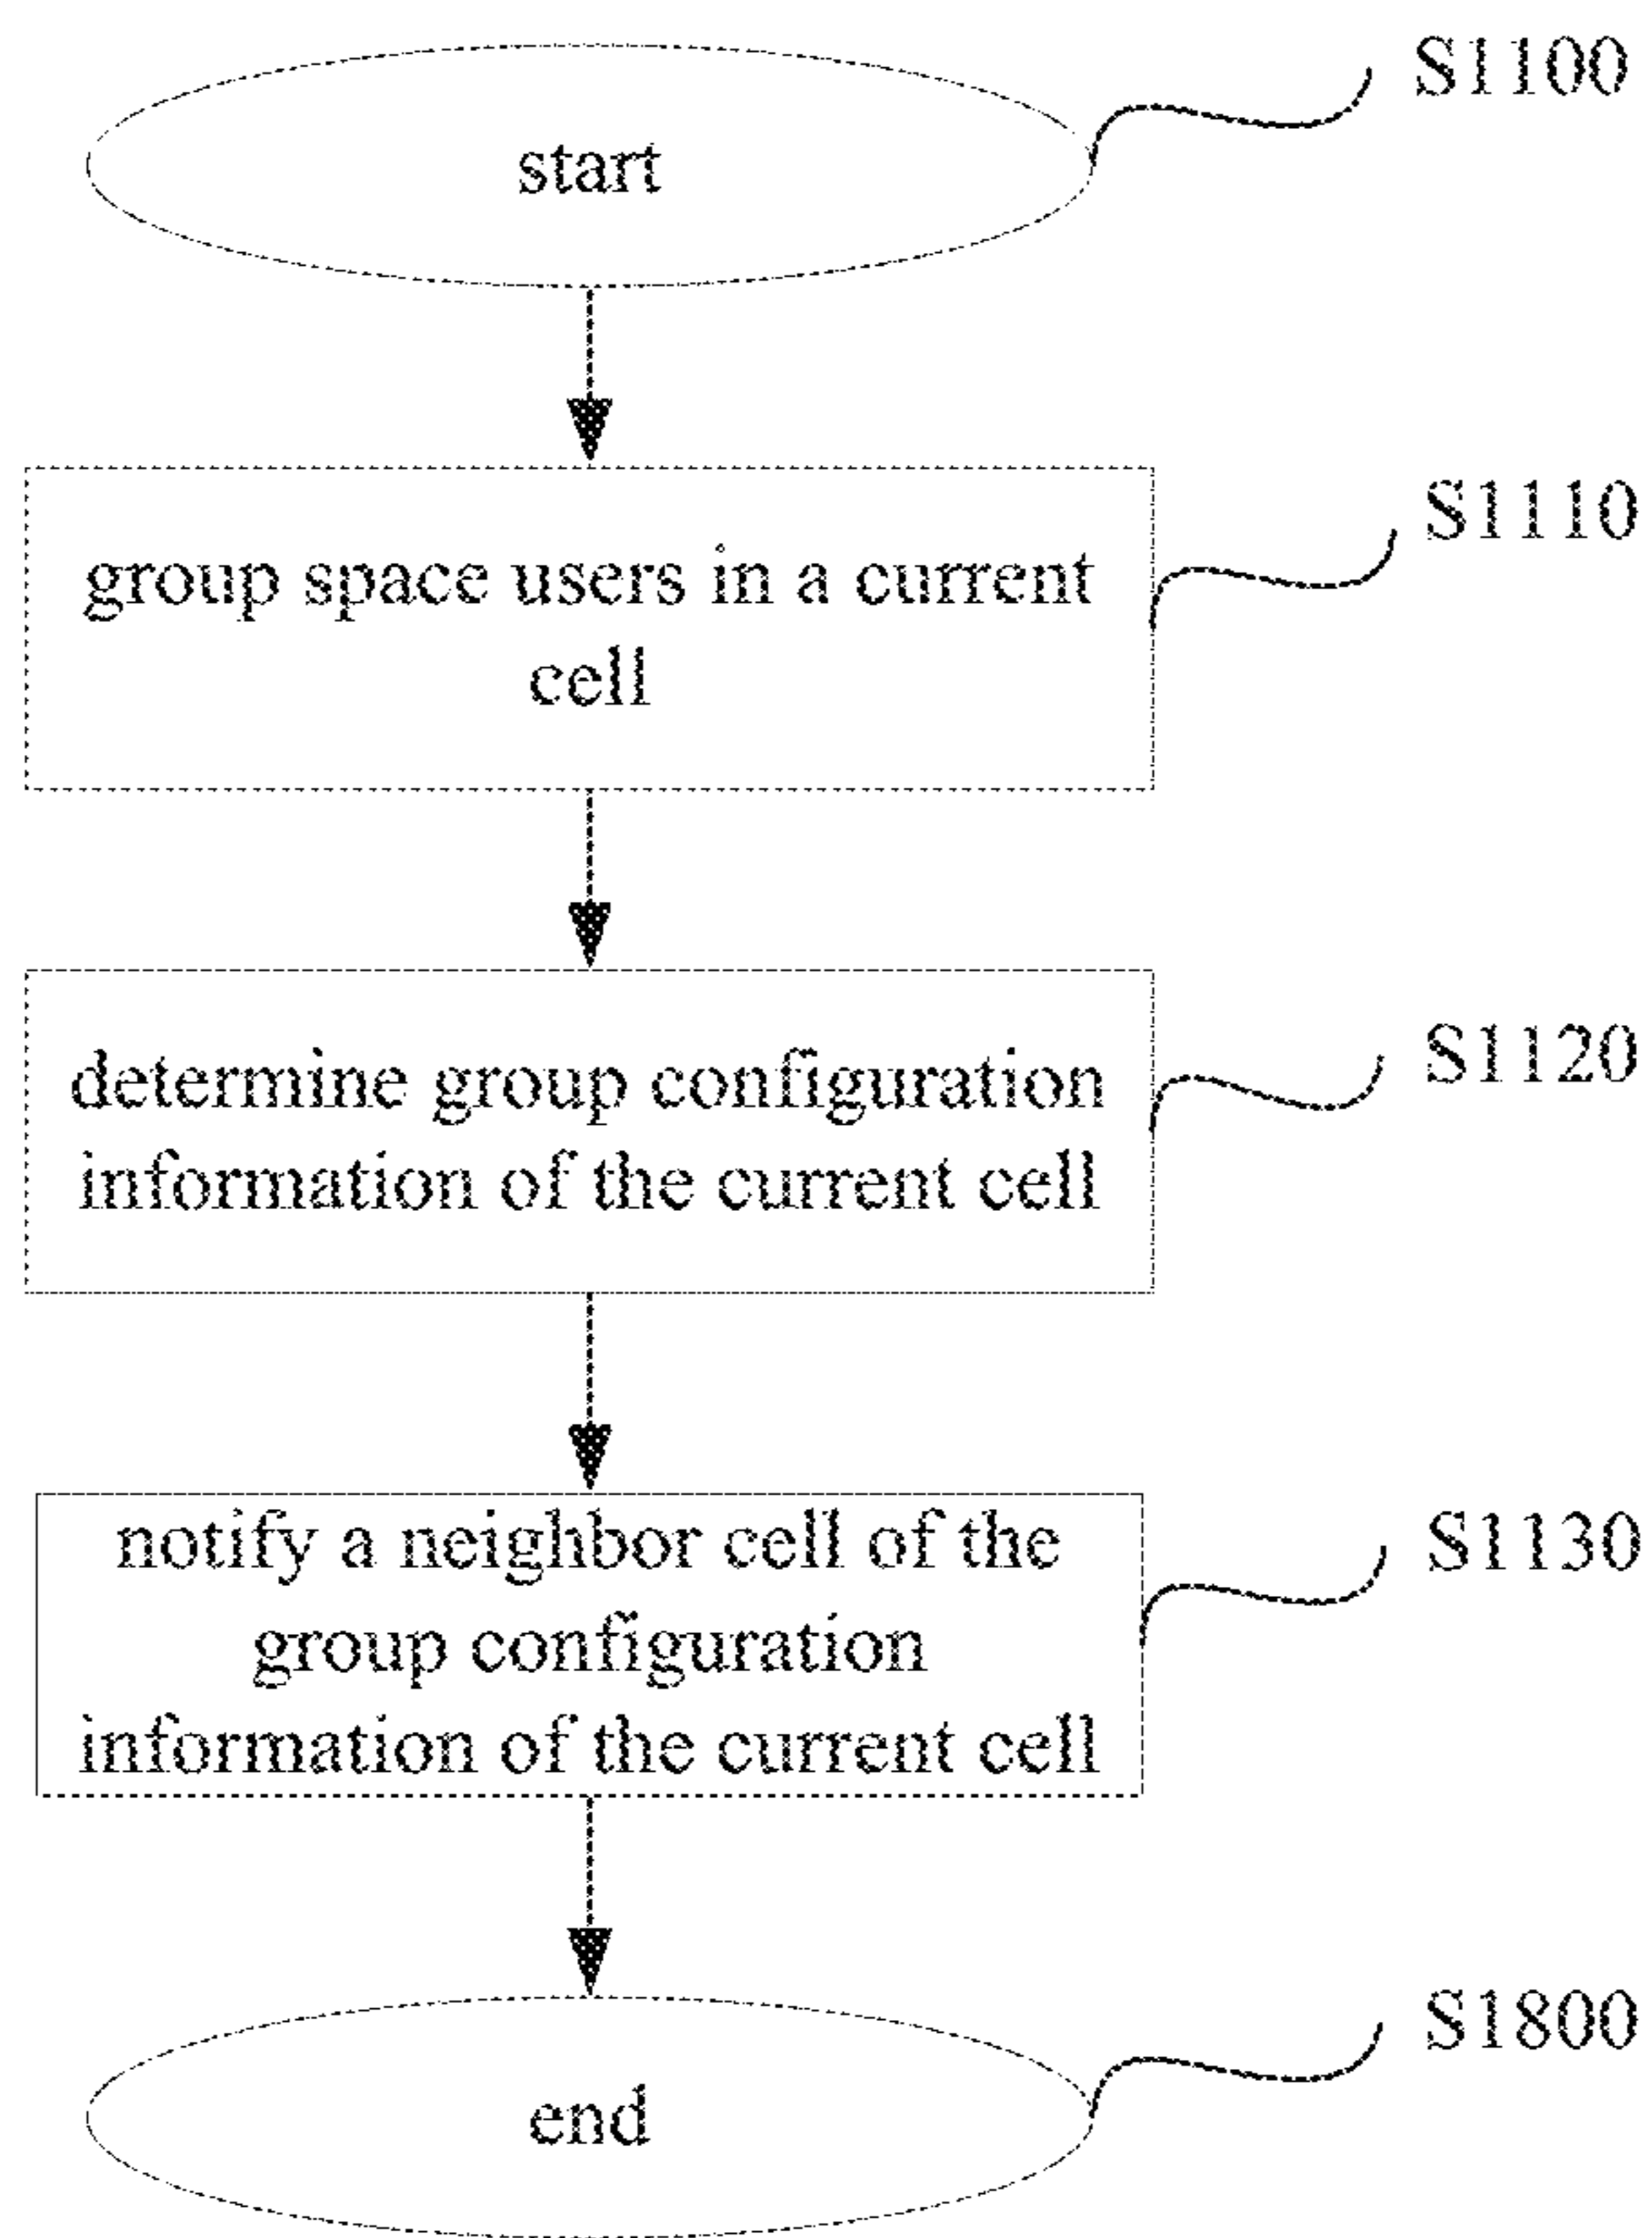 start
S1100
group space users in a current
cell
S1110
determine group configuration
information of the current cell
S1120
notify a neighbor cell of the
group configuration
information of the current cell
S1130
end
S1800